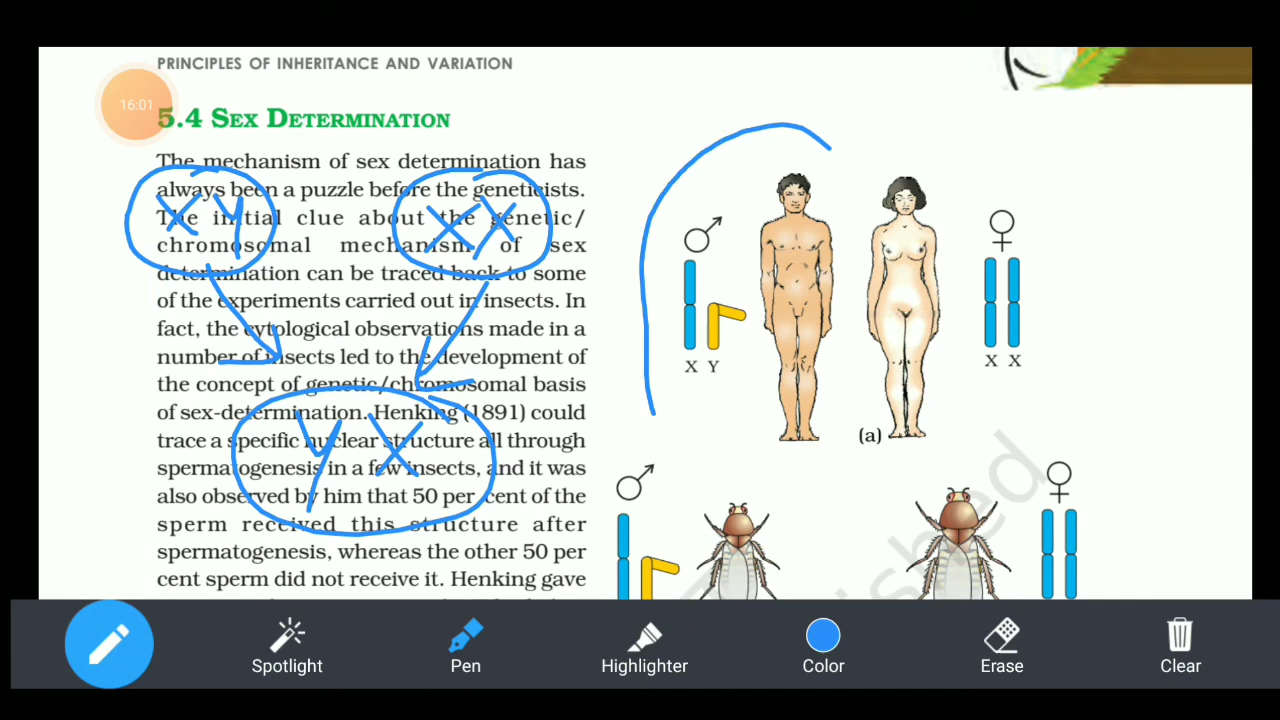 PRINCIPLES OF INHERITANCE AND VARIATION
16:01
5.4 SEX DETERMINATION
The mechanism of sex determination has
always been a puzzle before the geneticists.
The initial clue about the genetic/
chromosomal mechanism of sex
determination can be traced back to some
of the experiments carried out in insects. In
fact, the cytological observations made in a
number of insects led to the development of
the concept of genetic/chromosomal basis
of sex-determination. Henking (1891) could
trace a specific nuclear structure all through
spermatogenesis in a few insects, and it was
also observed by him that 50 per cent of the
sperm received this structure after
spermatogenesis, whereas the other 50 per
cent sperm did not receive it. Henking gave
XY
XX
YX
♂
♀
X Y
X X
(a)
♂
♀
Spotlight
Pen
Highlighter
Color
Erase
Clear